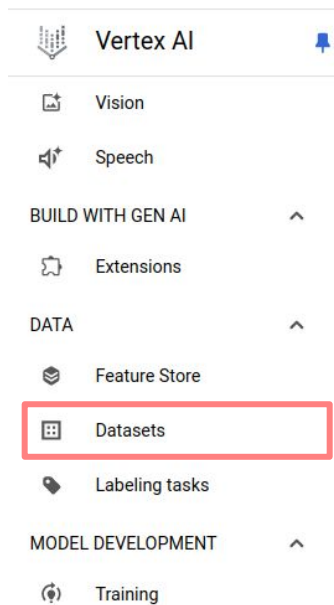 Vertex AI
Vision
Speech
BUILD WITH GEN AI
Extensions
DATA
Feature Store
Datasets
Labeling tasks
MODEL DEVELOPMENT
Training